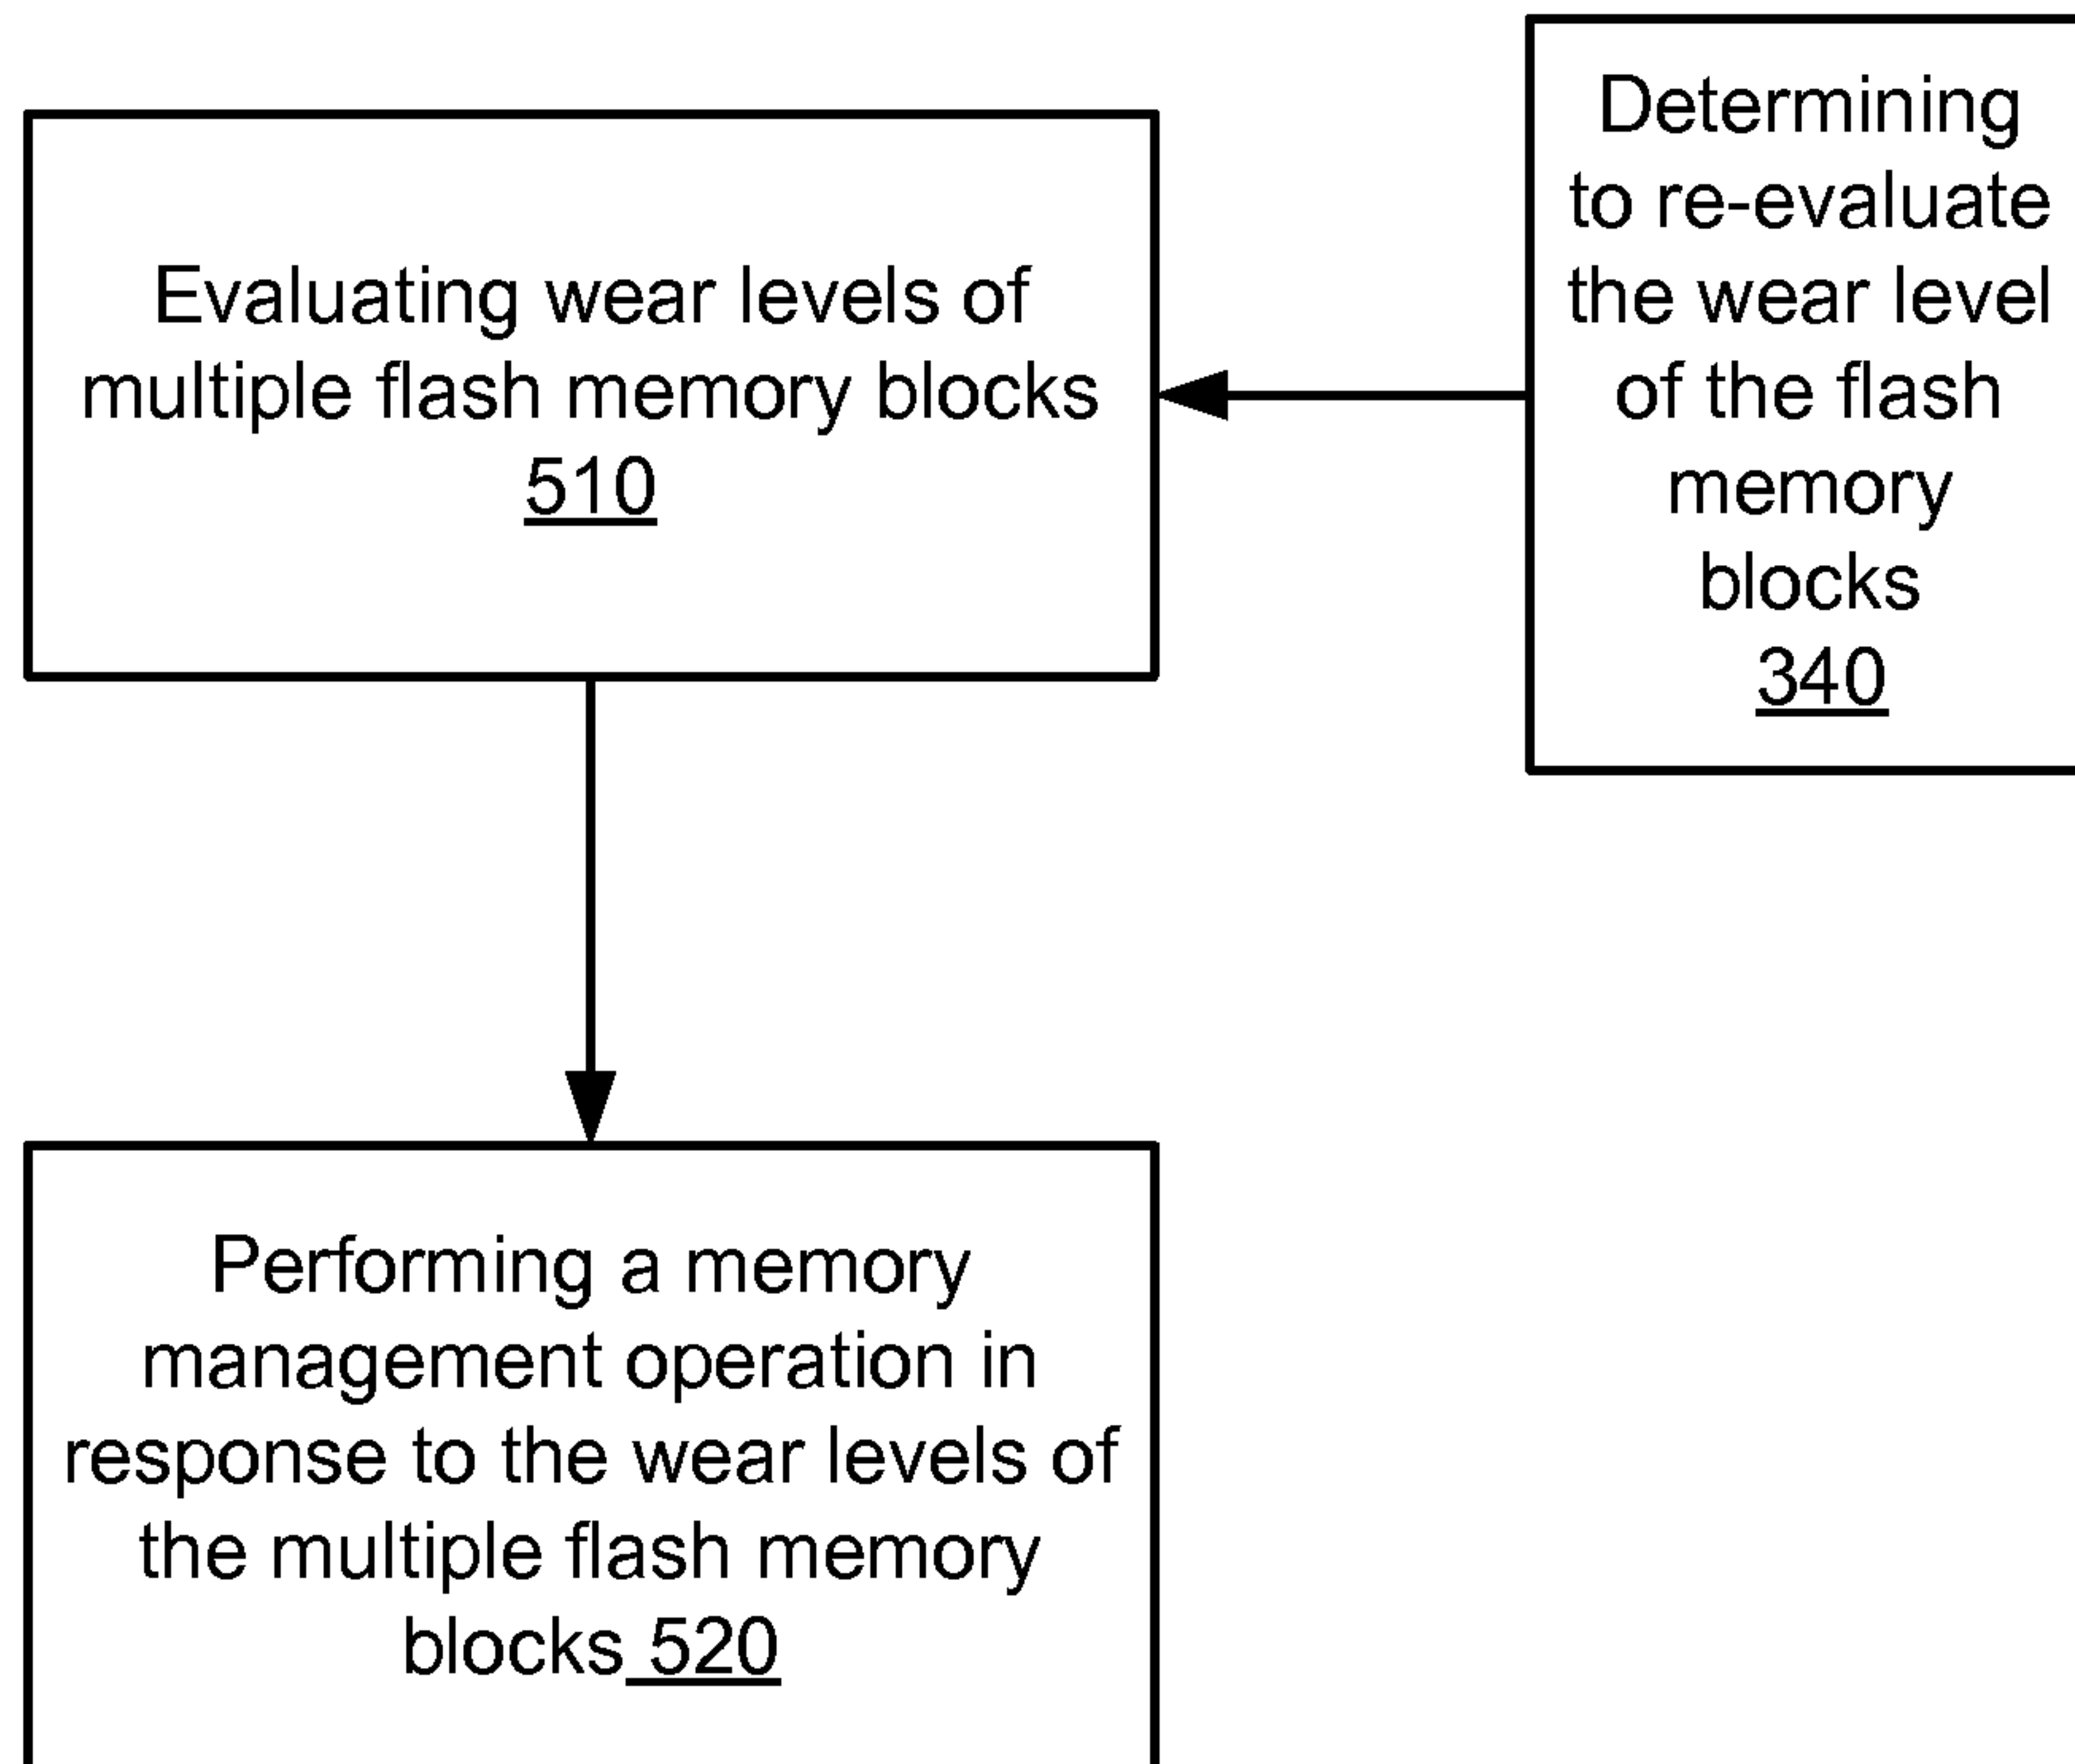 Evaluating wear levels of
multiple flash memory blocks
510
Determining
to re-evaluate
the wear level
of the flash
memory
blocks
340
Performing a memory
management operation in
response to the wear levels of
the multiple flash memory
blocks 520